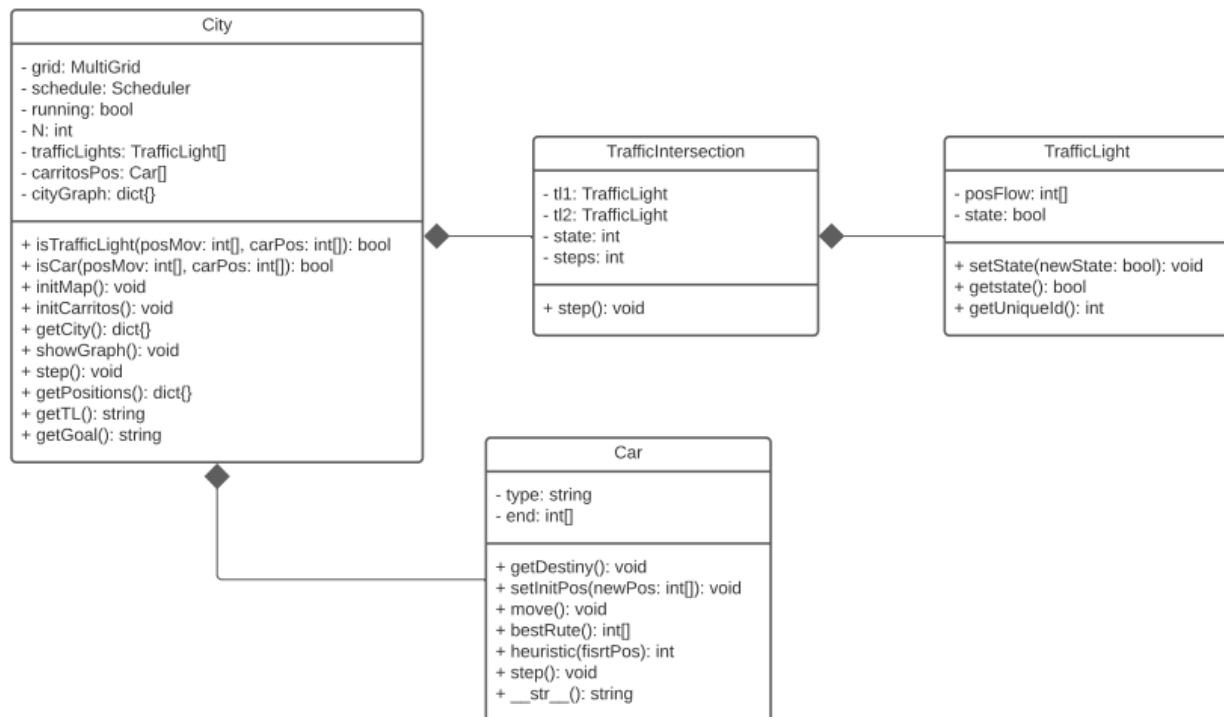 City
- grid: MultiGrid
- schedule: Scheduler
- running: bool
- N: int
- trafficLights: TrafficLight[]
- carritosPos: Car[]
- cityGraph: dict{}
+ isTrafficLight(posMov: int[], carPos: int[]): bool
+ isCar(posMov: int[], carPos: int[]): bool
+ initMap(): void
+ initCarritos(): void
+ getCity(): dict{}
+ showGraph(): void
+ step(): void
+ getPositions(): dict{}
+ getTL(): string
+ getGoal(): string
TrafficIntersection
- tl1: TrafficLight
- tl2: TrafficLight
- state: int
- steps: int
+ step(): void
TrafficLight
- posFlow: int[]
- state: bool
+ setState(newState: bool): void
+ getstate(): bool
+ getUniqueId(): int
Car
- type: string
- end: int[]
+ getDestiny(): void
+ setInitPos(newPos: int[]): void
+ move(): void
+ bestRute(): int[]
+ heuristic(fisrtPos): int
+ step(): void
+ __str__(): string